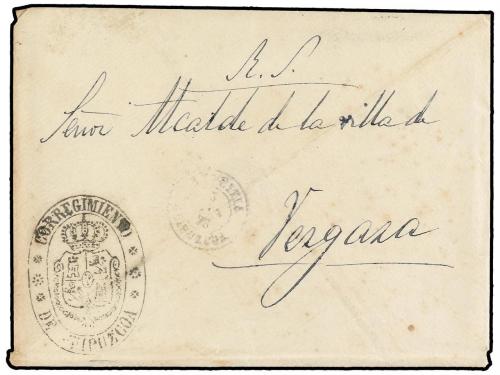 R. S.
Señor Alcalde de la villa de
Vergara
CORREGIMIENTO
DE GUIPUZCOA